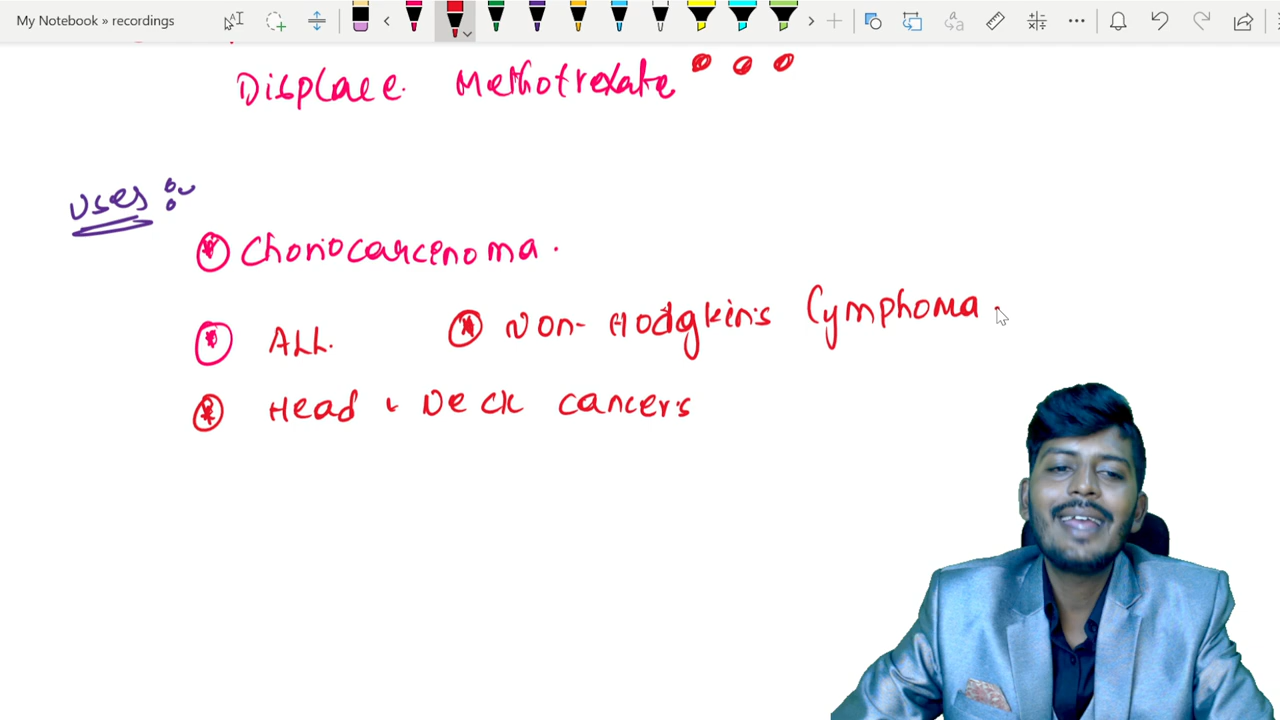 My Notebook » recordings
Displace. Methotrexate
Uses :~
Choriocarcenoma.
ALL. Non-Hodgkin's Lymphoma.
Head & Neck cancers